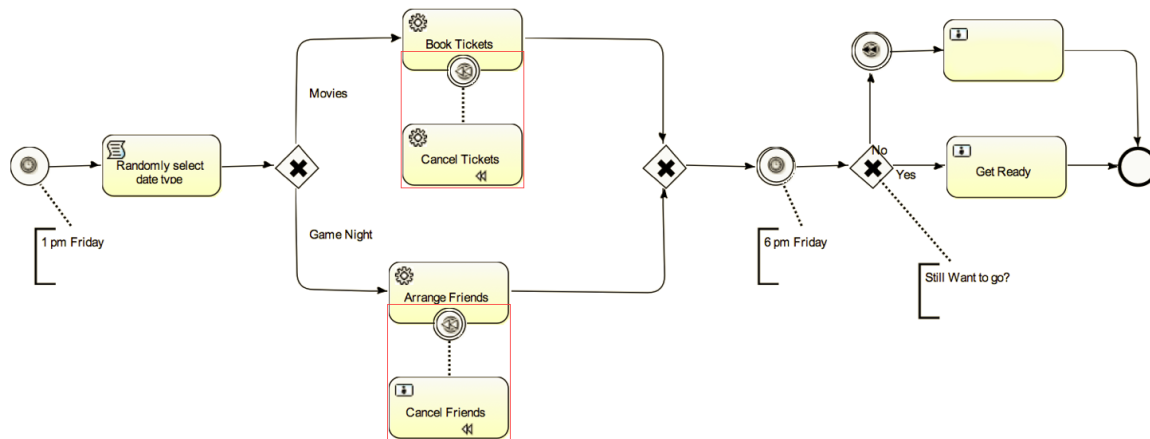 Book Tickets
Movies
Cancel Tickets
Randomly select
date type
No
Yes
Get Ready
1 pm Friday
Game Night
6 pm Friday
Still Want to go?
Arrange Friends
Cancel Friends